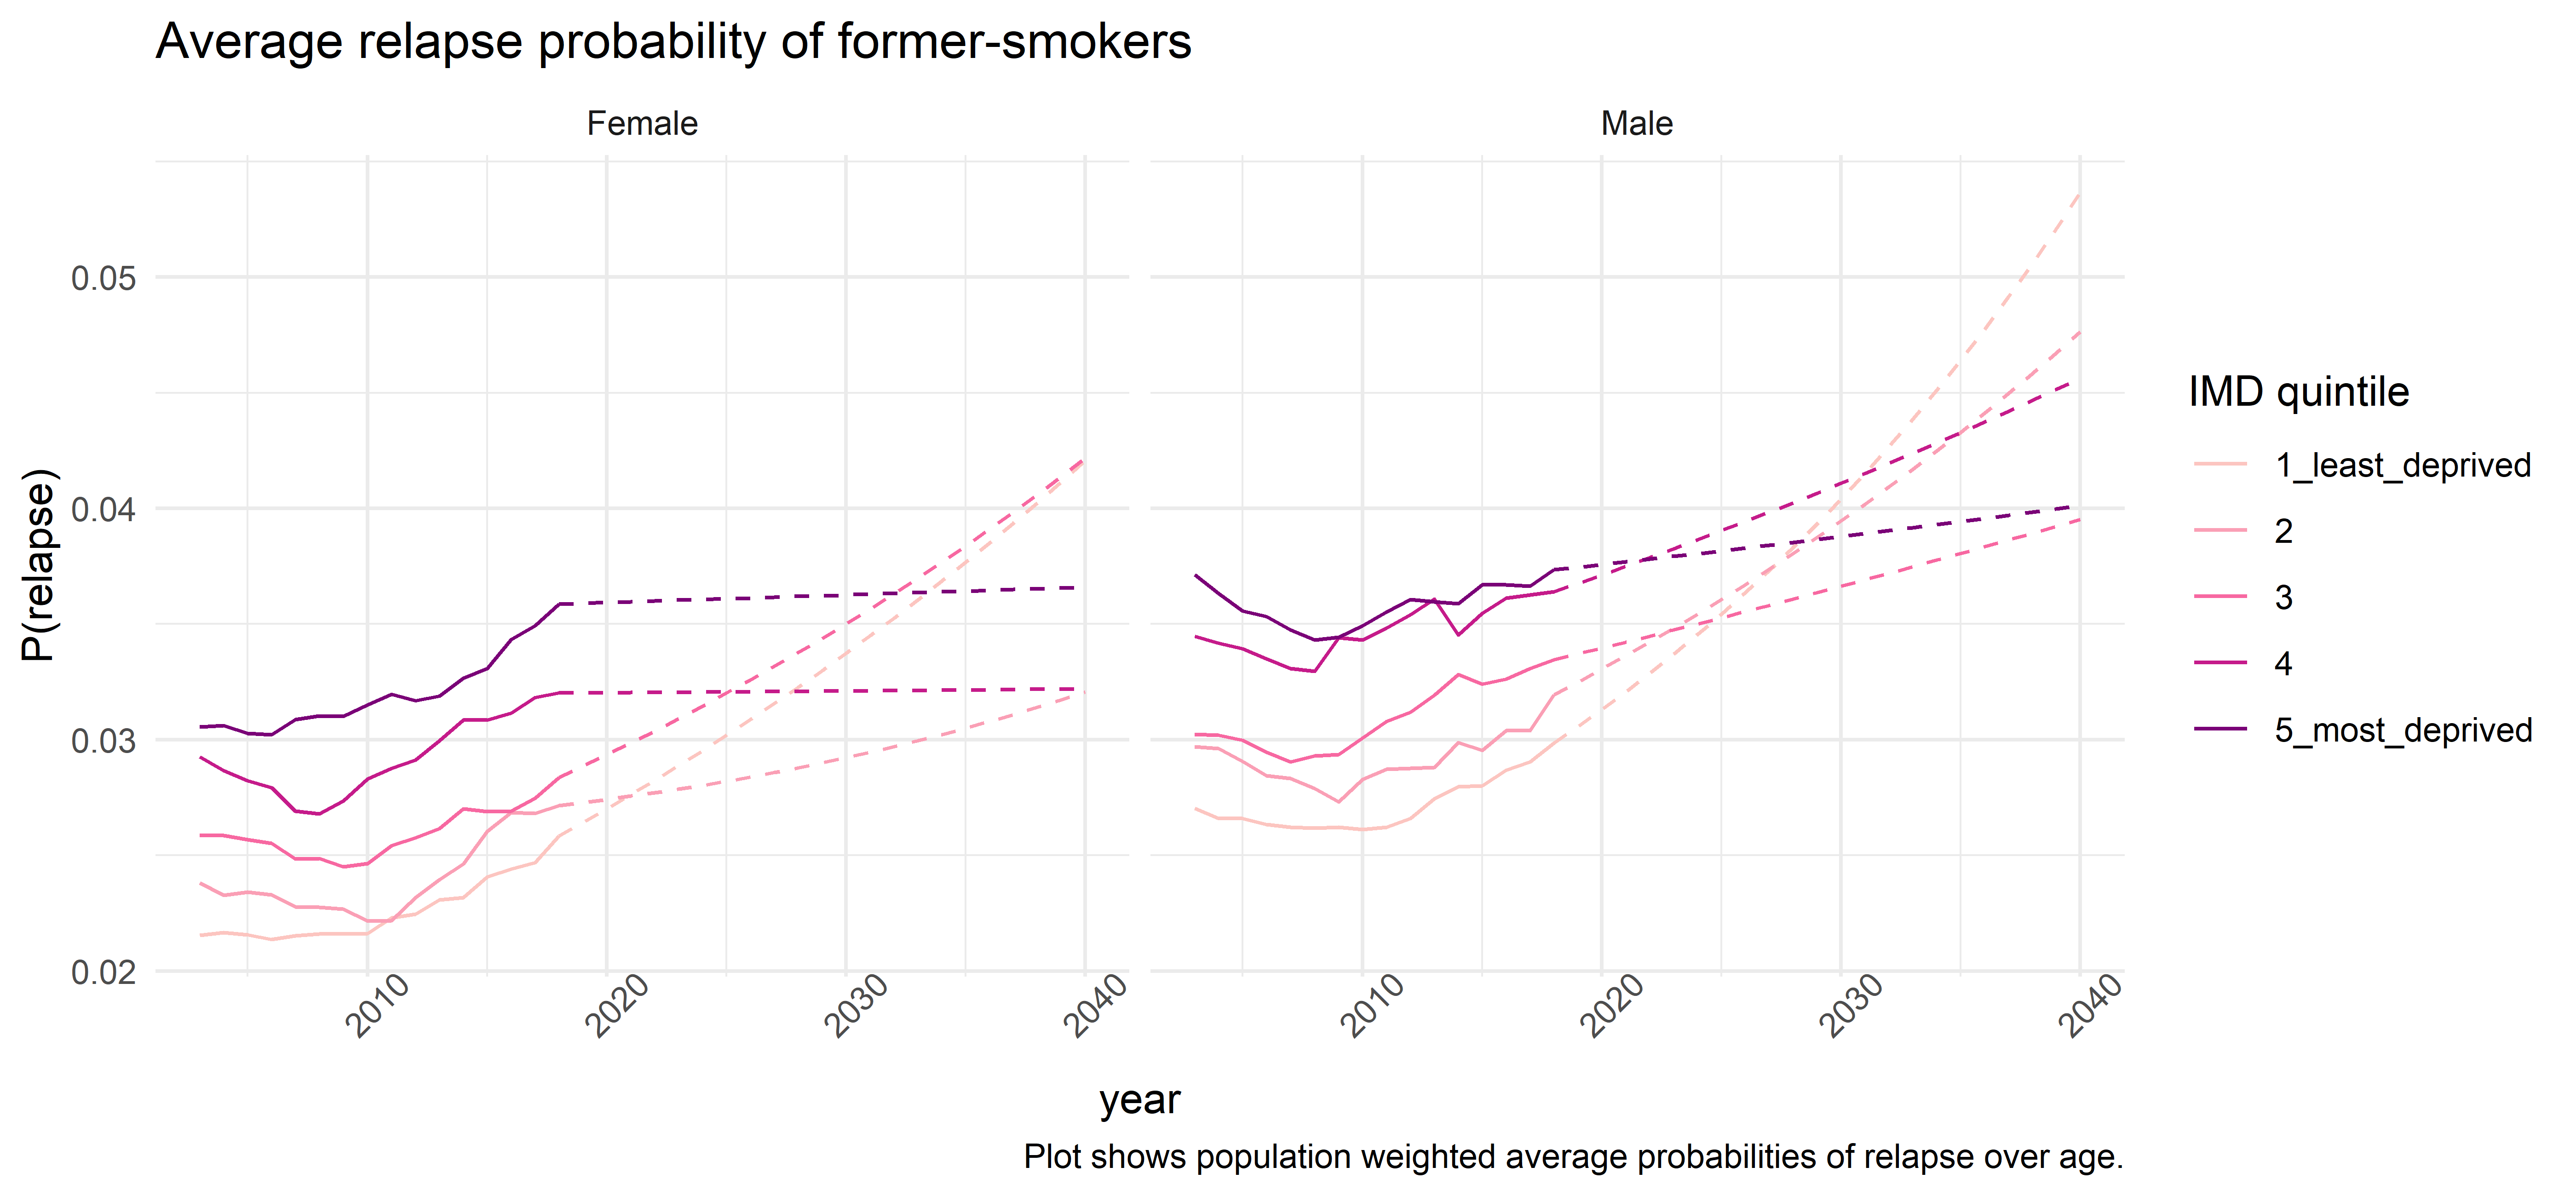 Average relapse probability of former-smokers
Female
Male
P(relapse)
0.05
0.04
0.03
0.02
2010
2020
2030
2040
2010
2020
2030
2040
year
IMD quintile
1_least_deprived
2
3
4
5_most_deprived
Plot shows population weighted average probabilities of relapse over age.